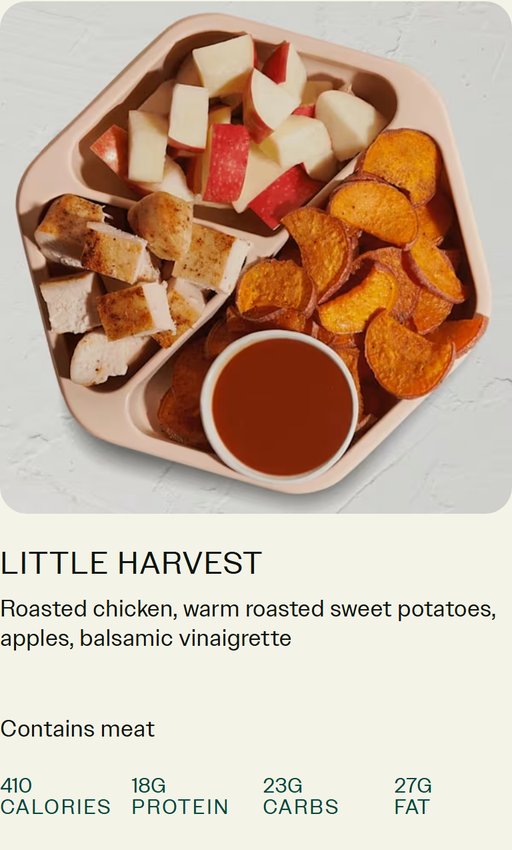 LITTLE HARVEST
Roasted chicken, warm roasted sweet potatoes,
apples, balsamic vinaigrette
Contains meat
410 18G 23G 27G
CALORIES PROTEIN CARBS FAT